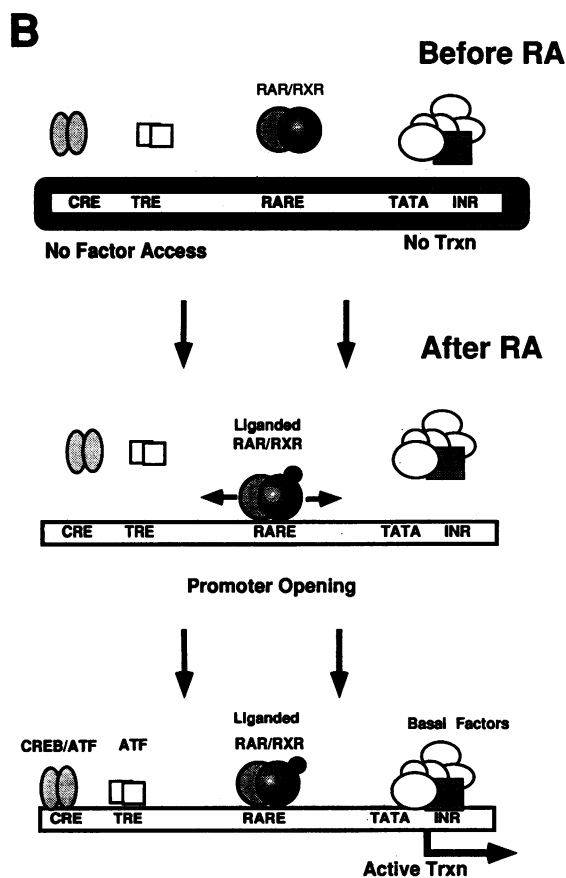 B
Before RA
RAR/RXR
CRE TRE RARE TATA INR
No Factor Access
No Trxn
After RA
Liganded
RAR/RXR
CRE TRE RARE TATA INR
Promoter Opening
Liganded
Basal Factors
CREB/ATF ATF RAR/RXR
CRE TRE RARE TATA INR
Active Trxn